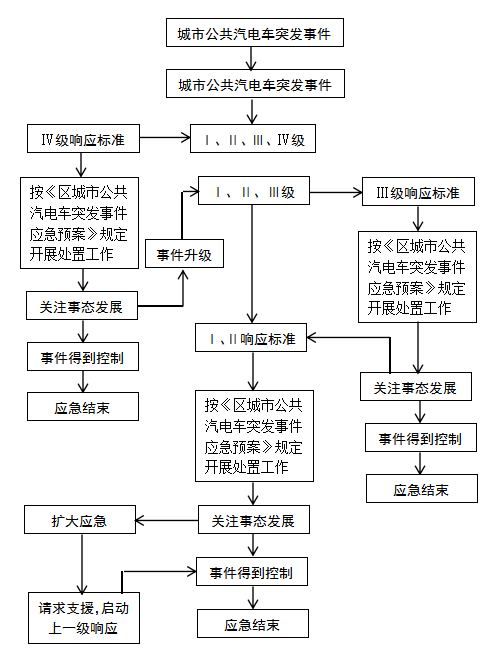 城市公共汽电车突发事件
城市公共汽电车突发事件
Ⅳ级响应标准
Ⅰ、Ⅱ、Ⅲ、Ⅳ级
按《区城市公共
汽电车突发事件
应急预案》规定
开展处置工作
Ⅰ、Ⅱ、Ⅲ级
Ⅲ级响应标准
事件升级
按《区城市公共
汽电车突发事件
应急预案》规定
开展处置工作
关注事态发展
Ⅰ、Ⅱ响应标准
事件得到控制
关注事态发展
应急结束
按《区城市公共
汽电车突发事件
应急预案》规定
开展处置工作
事件得到控制
应急结束
扩大应急
关注事态发展
事件得到控制
请求支援,启动
上一级响应
应急结束